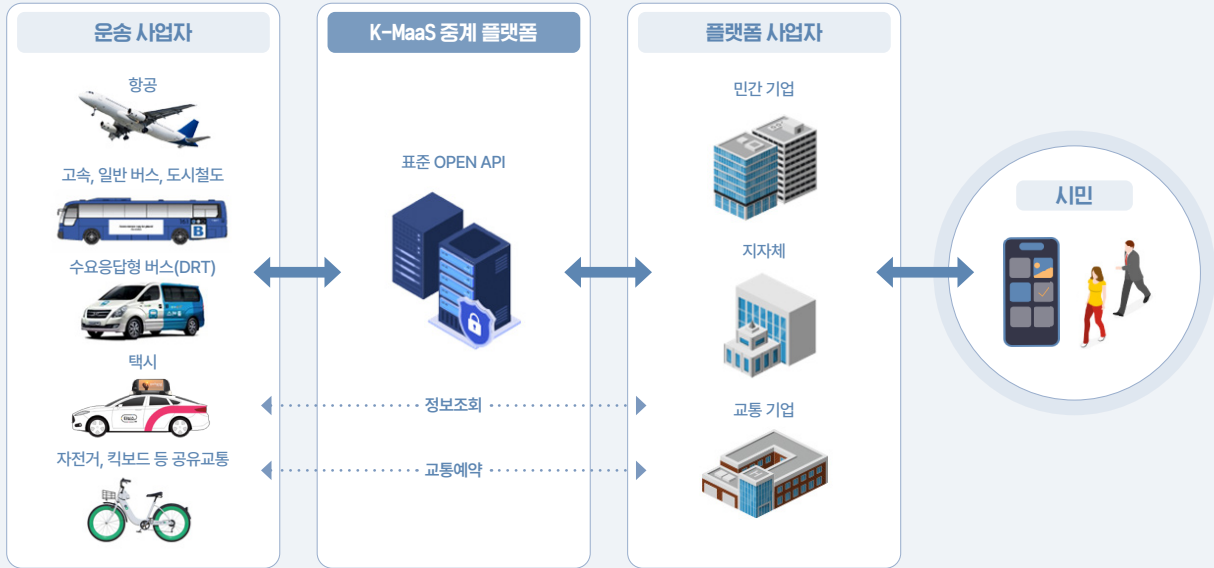 운송 사업자
항공
고속, 일반 버스, 도시철도
B
수요응답형 버스(DRT)
택시
자전거, 킥보드 등 공유교통
K-MaaS 중계 플랫폼
표준 OPEN API
정보조회
교통예약
플랫폼 사업자
민간 기업
지자체
교통 기업
시민